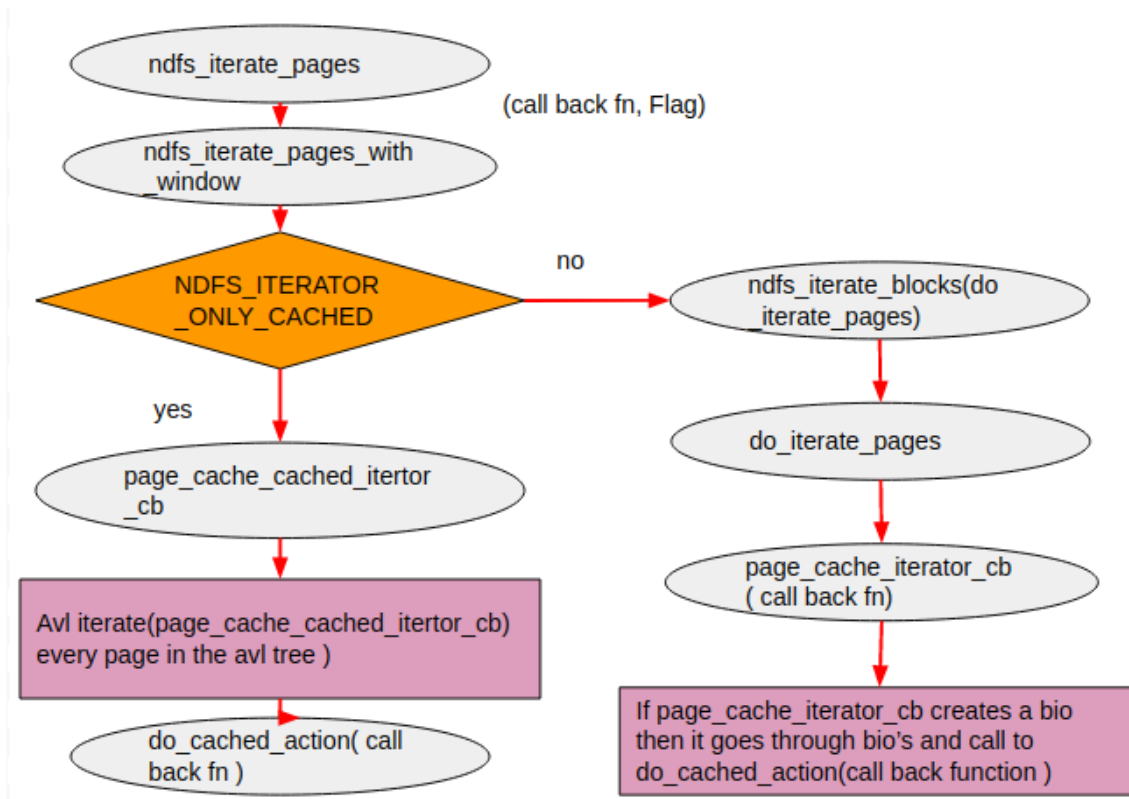 ndfs_iterate_pages
(call back fn, Flag)
ndfs_iterate_pages_with
_window
NDFS_ITERATOR
_ONLY_CACHED
no
ndfs_iterate_blocks(do
_iterate_pages)
yes
do_iterate_pages
page_cache_cached_itertor
_cb
page_cache_iterator_cb
( call back fn)
Avl iterate(page_cache_cached_itertor_cb)
every page in the avl tree )
do_cached_action( call
back fn )
If page_cache_iterator_cb creates a bio
then it goes through bio’s and call to
do_cached_action(call back function )